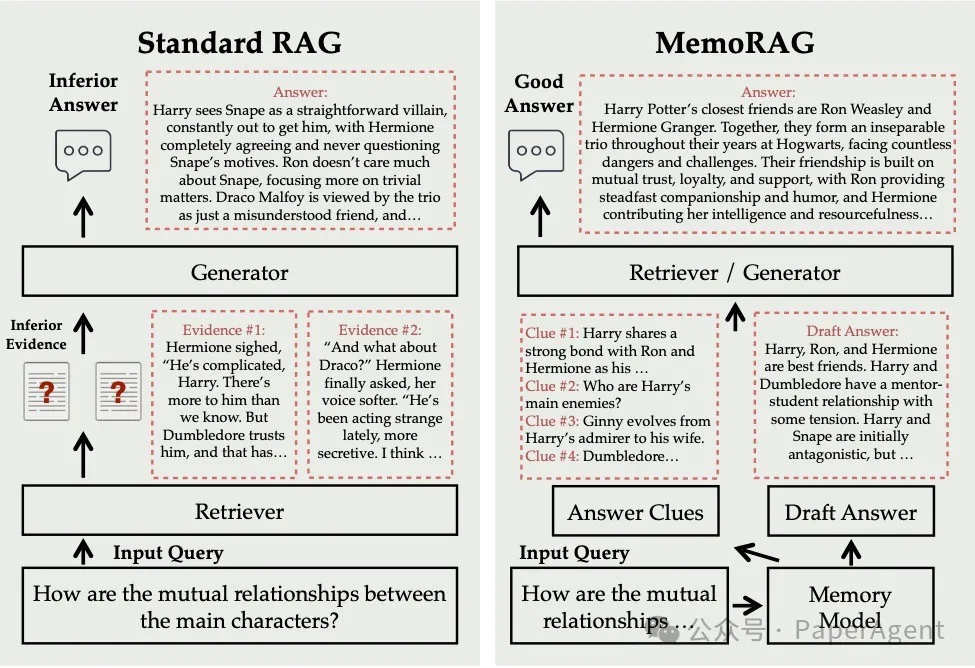 Standard RAG
Inferior
Answer
Answer:
Harry sees Snape as a straightforward villain,
constantly out to get him, with Hermione
completely agreeing and never questioning
Snape's motives. Ron doesn't care much
about Snape, focusing more on trivial
matters. Draco Malfoy is viewed by the trio
as just a misunderstood friend, and…
Generator
Inferior
Evidence
?
?
Evidence #1:
Hermione sighed,
“He's complicated,
Harry. There's
more to him than
we know. But
Dumbledore trusts
him, and that has…
Evidence #2:
“And what about
Draco?” Hermione
finally asked, her
voice softer. “He's
been acting strange
lately, more
secretive. I think …
Retriever
Input Query
How are the mutual relationships between
the main characters?
MemoRAG
Good
Answer
Answer:
Harry Potter's closest friends are Ron Weasley and
Hermione Granger. Together, they form an inseparable
trio throughout their years at Hogwarts, facing countless
dangers and challenges. Their friendship is built on
mutual trust, loyalty, and support, with Ron providing
steadfast companionship and humor, and Hermione
contributing her intelligence and resourcefulness…
Retriever / Generator
Clue #1: Harry shares a
strong bond with Ron and
Hermione as his …
Clue #2: Who are Harry's
main enemies?
Clue #3: Ginny evolves from
Harry's admirer to his wife.
Clue #4: Dumbledore…
Draft Answer:
Harry, Ron, and Hermione
are best friends. Harry and
Dumbledore have a mentor-
student relationship with
some tension. Harry and
Snape are initially
antagonistic, but …
Answer Clues
Draft Answer
Input Query
How are the mutual
relationships …
Memory
Model
公众号 · PaperAgent